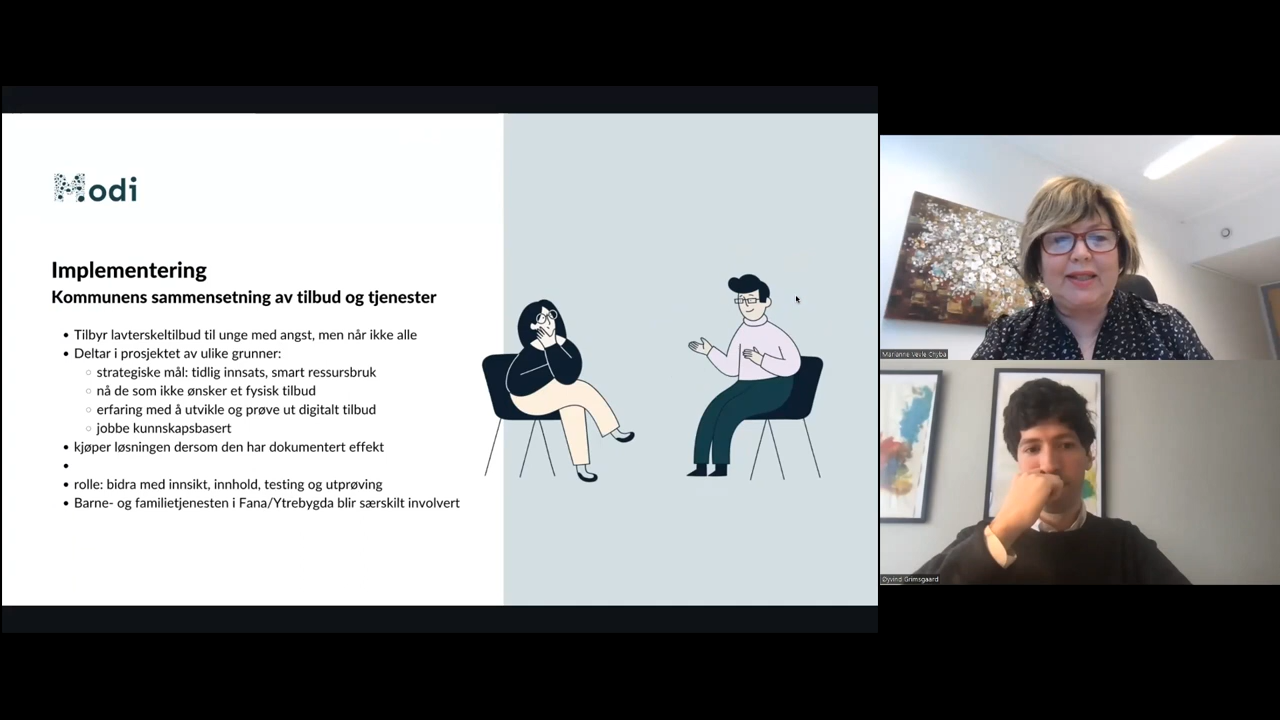 Modi
Implementering
Kommunens sammensetning av tilbud og tjenester
• Tilbyr lavterskeltilbud til unge med angst, men når ikke alle
• Deltar i prosjektet av ulike grunner:
○ strategiske mål: tidlig innsats, smart ressursbruk
○ nå de som ikke ønsker et fysisk tilbud
○ erfaring med å utvikle og prøve ut digitalt tilbud
○ jobbe kunnskapsbasert
• kjøper løsningen dersom den har dokumentert effekt
•
• rolle: bidra med innsikt, innhold, testing og utprøving
• Barne- og familietjenesten i Fana/Ytrebygda blir særskilt involvert
Marianne Vevle Chyba
Øyvind Grimsgaard